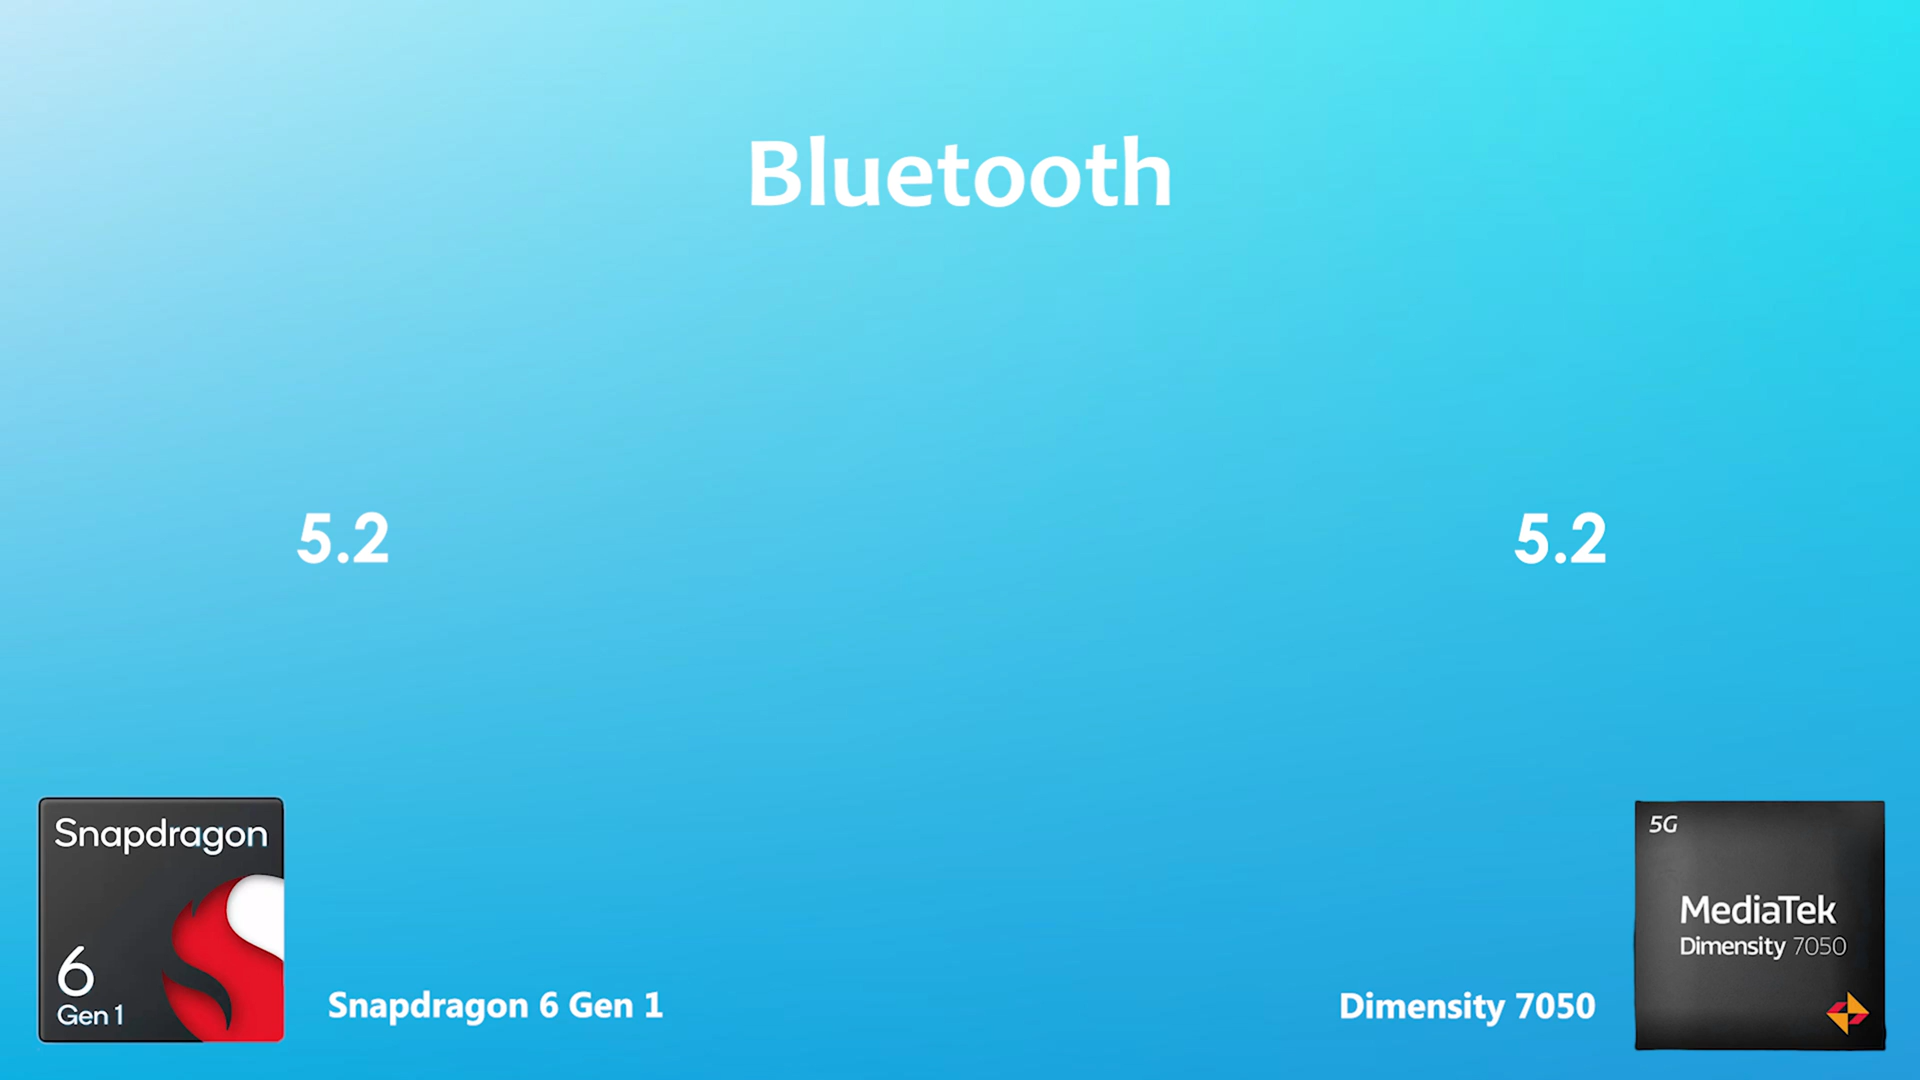 Bluetooth
5.2
5.2
Snapdragon
6
Gen 1
Snapdragon 6 Gen 1
Dimensity 7050
5G
MediaTek
Dimensity 7050